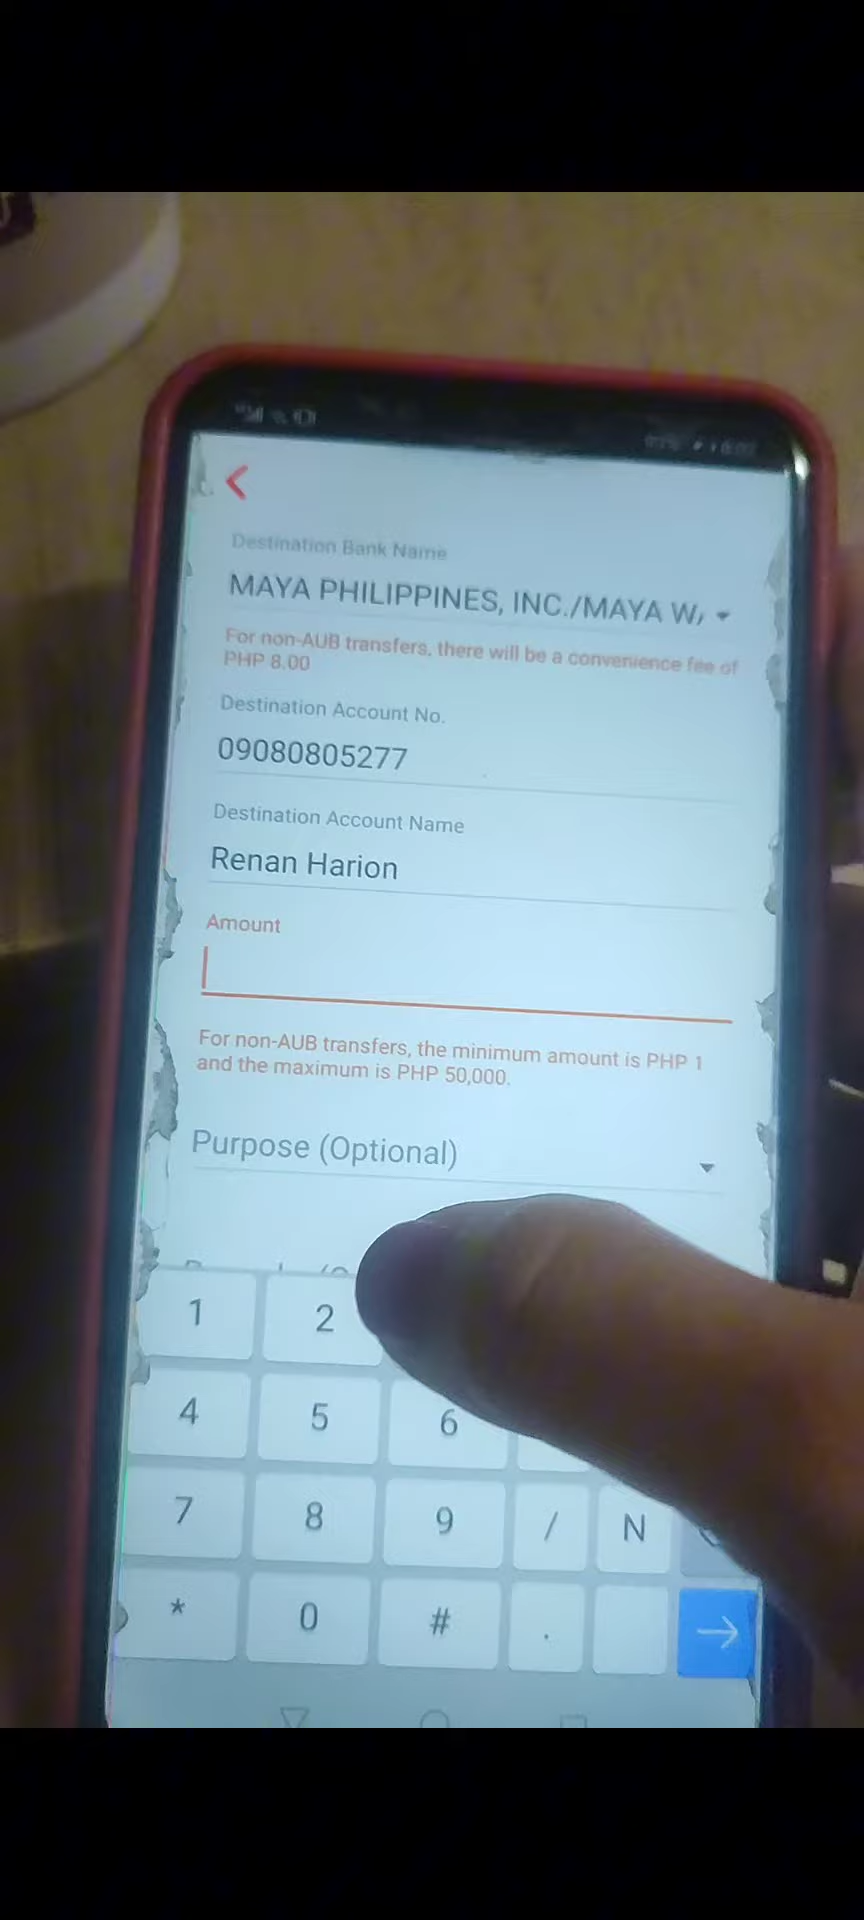 Destination Bank Name
MAYA PHILIPPINES, INC./MAYA W
For non-AUB transfers, there will be a convenience fee of
PHP 8.00
Destination Account No.
09080805277
Destination Account Name
Renan Harion
Amount
For non-AUB transfers, the minimum amount is PHP 1
and the maximum is PHP 50,000.
Purpose (Optional)
1 2
4 5 6
7 8 9 / N
* 0 # .